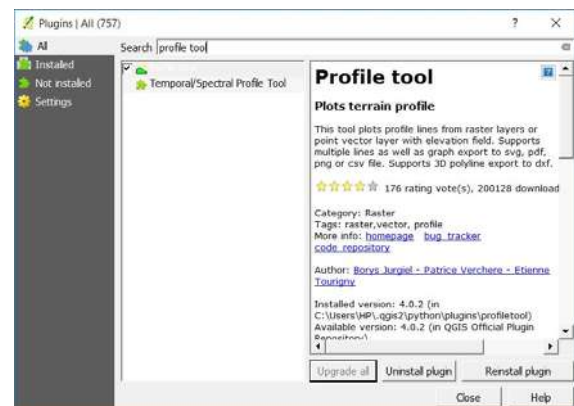 Plugins | All (757)
? ×
All
Search profile tool
Installed
Not installed
Settings
Temporal/Spectral Profile Tool
Profile tool
Plots terrain profile
This tool plots profile lines from raster layers or
point vector layer with elevation field. Supports
multiple lines as well as graph export to svg, pdf,
png or csv file. Supports 3D polyline export to dxf.
176 rating vote(s), 200128 download
Category: Raster
Tags: raster,vector, profile
More info: homepage bug tracker
code repository
Author: Borys Jurgiel - Patrice Verchere - Etienne
Tourigny
Installed version: 4.0.2 (in
C:\Users\HP\.qgis2\python\plugins\profiletool)
Available version: 4.0.2 (in QGIS Official Plugin
Repository)
Upgrade all
Uninstall plugin
Reinstall plugin
Close
Help